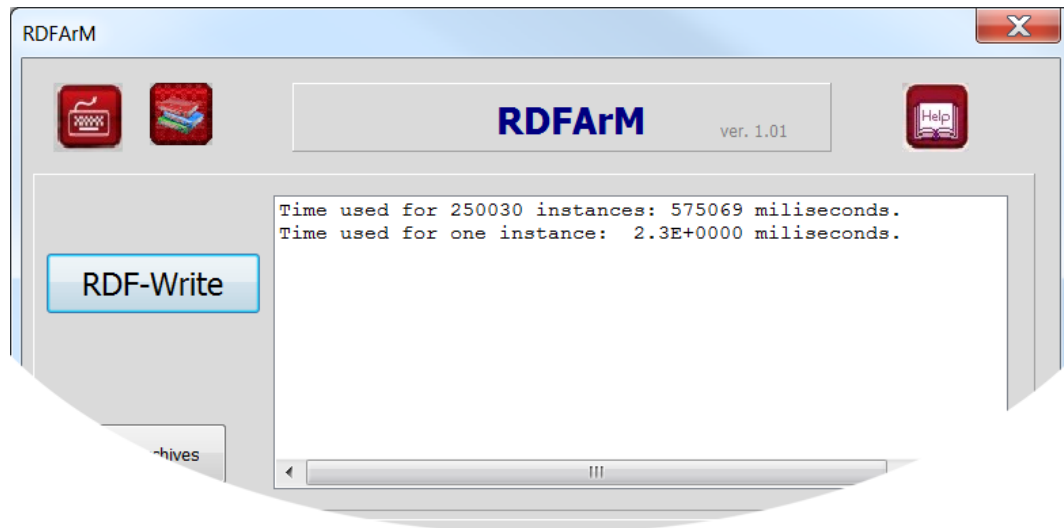 RDFArM
Help
RDFArM ver. 1.01
Time used for 250030 instances: 575069 miliseconds.
Time used for one instance:  2.3E+0000 miliseconds.
RDF-Write